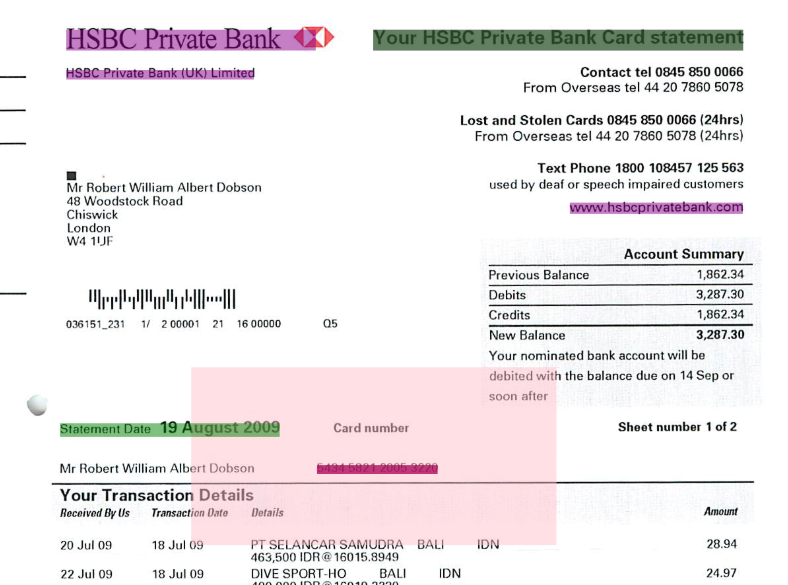 HSBC Private Bank
Your HSBC Private Bank Card statement
HSBC Private Bank (UK) Limited
Contact tel 0845 850 0066
From Overseas tel 44 20 7860 5078
Lost and Stolen Cards 0845 850 0066 (24hrs)
From Overseas tel 44 20 7860 5078 (24hrs)
Text Phone 1800 108457 125 563
used by deaf or speech impaired customers
www.hsbcprivatebank.com
Mr Robert William Albert Dobson
48 Woodstock Road
Chiswick
London
W4 1UF
036151_231 1/ 2 00001 21 16 00000 Q5
Account Summary
Previous Balance 1,862.34
Debits 3,287.30
Credits 1,862.34
New Balance 3,287.30
Your nominated bank account will be
debited with the balance due on 14 Sep or
soon after
Statement Date 19 August 2009 Card number Sheet number 1 of 2
Mr Robert William Albert Dobson
Your Transaction Details
Received By Us Transaction Date Details Amount
20 Jul 09 18 Jul 09 PT SELANCAR SAMUDRA BALI IDN 28.94
463,500 IDR@16015.8949
22 Jul 09 18 Jul 09 DIVE SPORT-HO BALI IDN 24.97